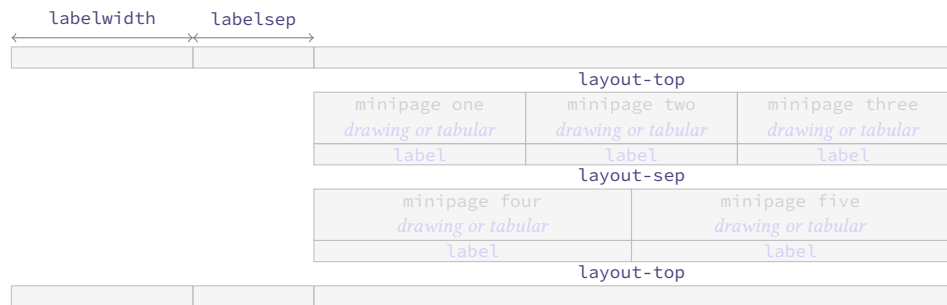 labelwidth labelsep
layout-top
minipage one minipage two minipage three
drawing or tabular drawing or tabular drawing or tabular
label label label
layout-sep
minipage four minipage five
drawing or tabular drawing or tabular
label label
layout-top